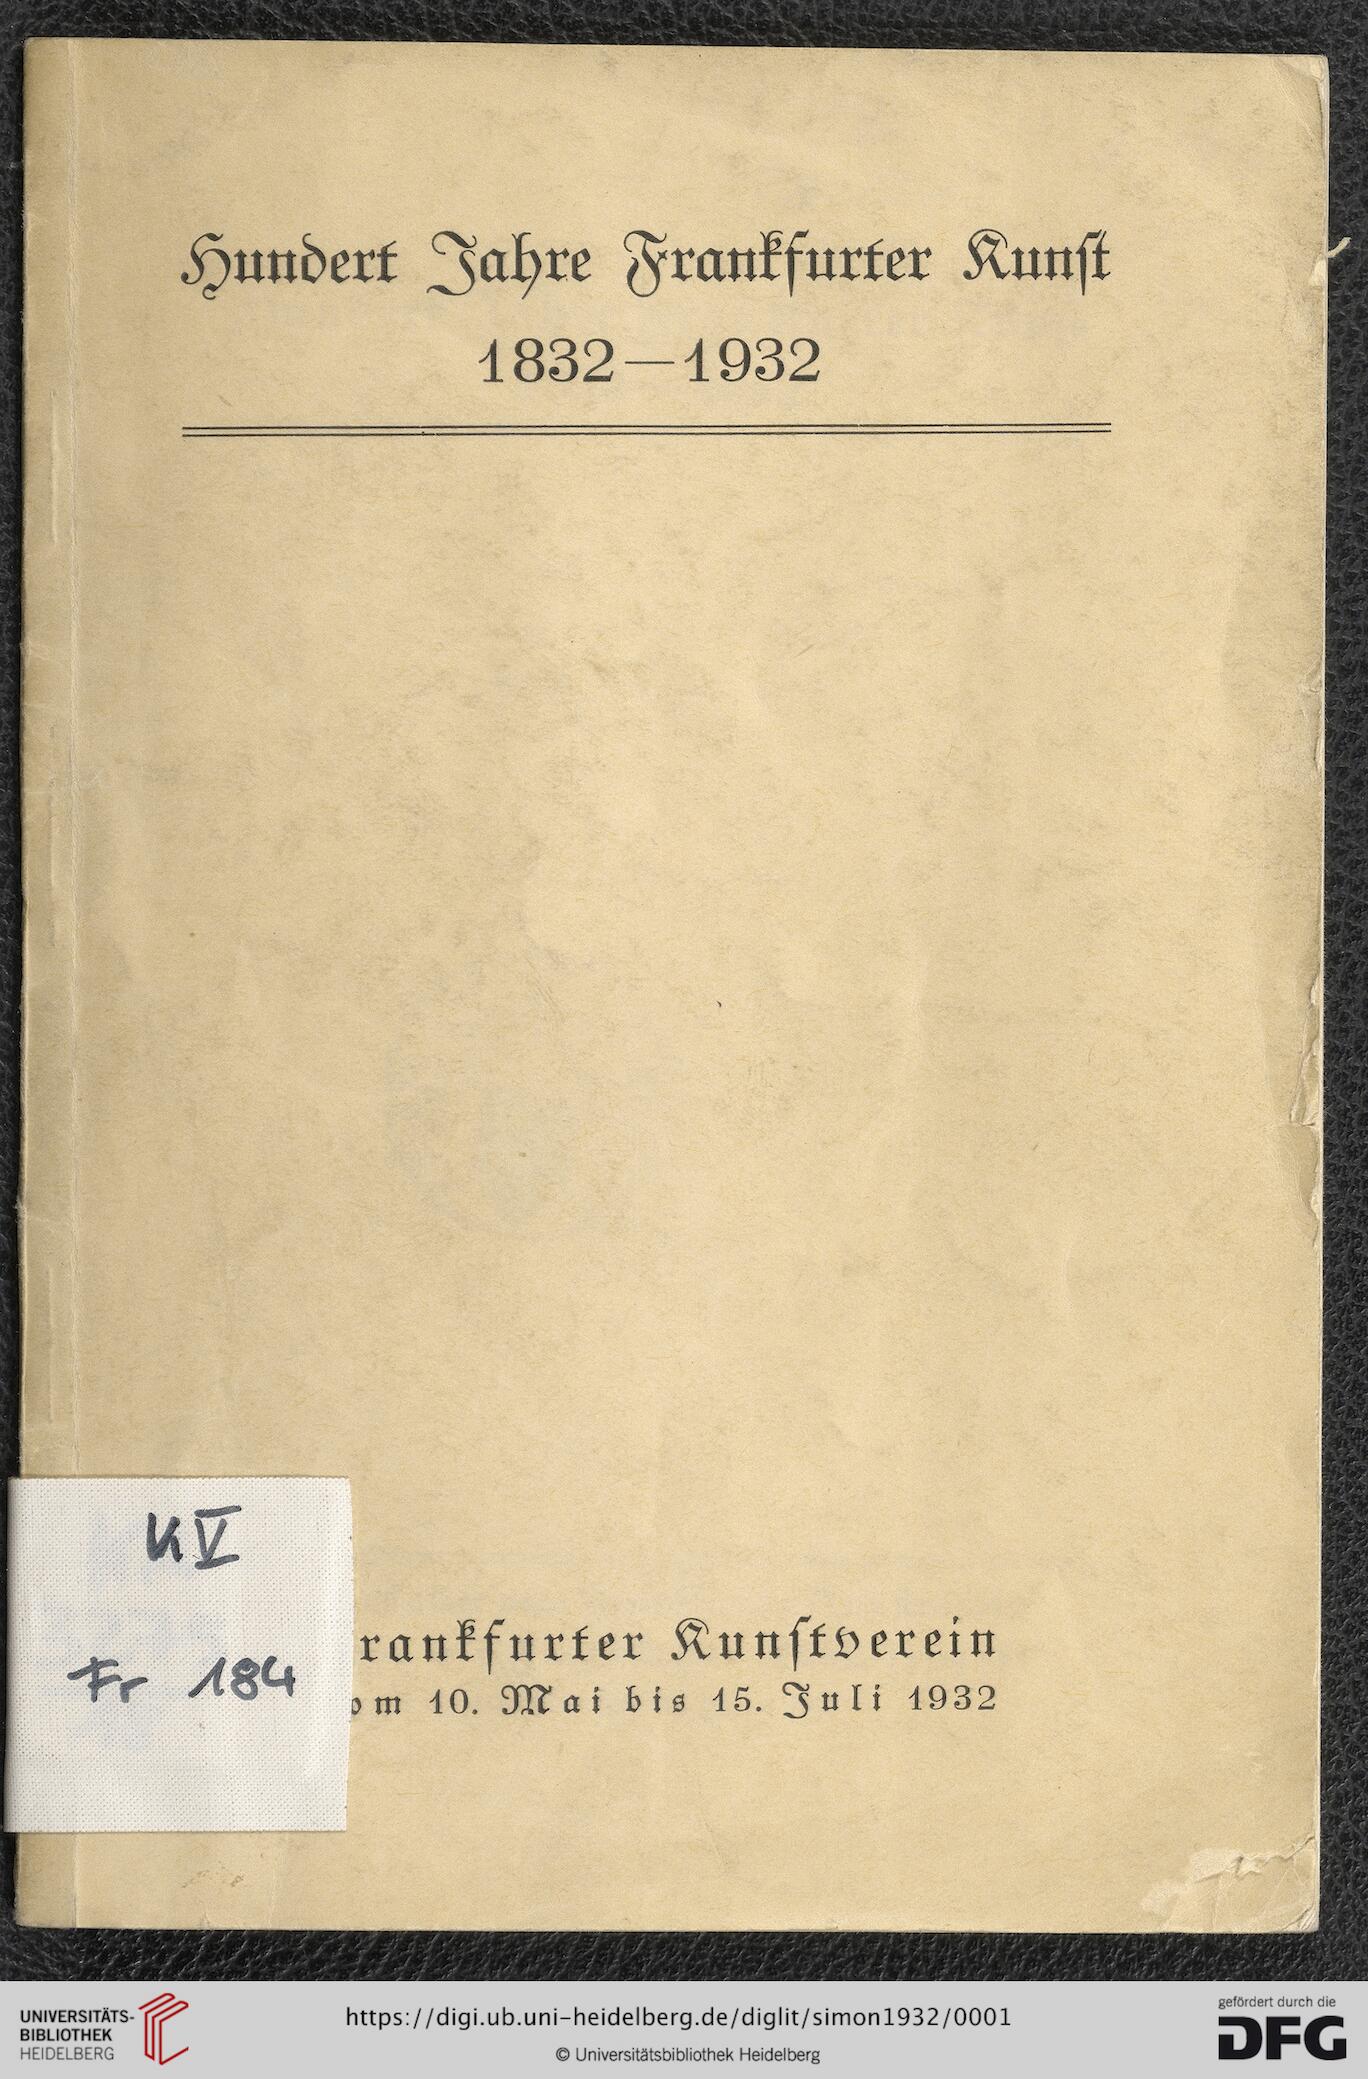 Hundert Jahre Frankfurter Kunst
1832—1932
KV
Fr 184
rankfurter Kunstverein
om 10. Mai bis 15. Juli 1932
UNIVERSITÄTS-
BIBLIOTHEK
HEIDELBERG
https://digi.ub.uni-heidelberg.de/diglit/simon1932/0001
© Universitätsbibliothek Heidelberg
gefördert durch die
DFG